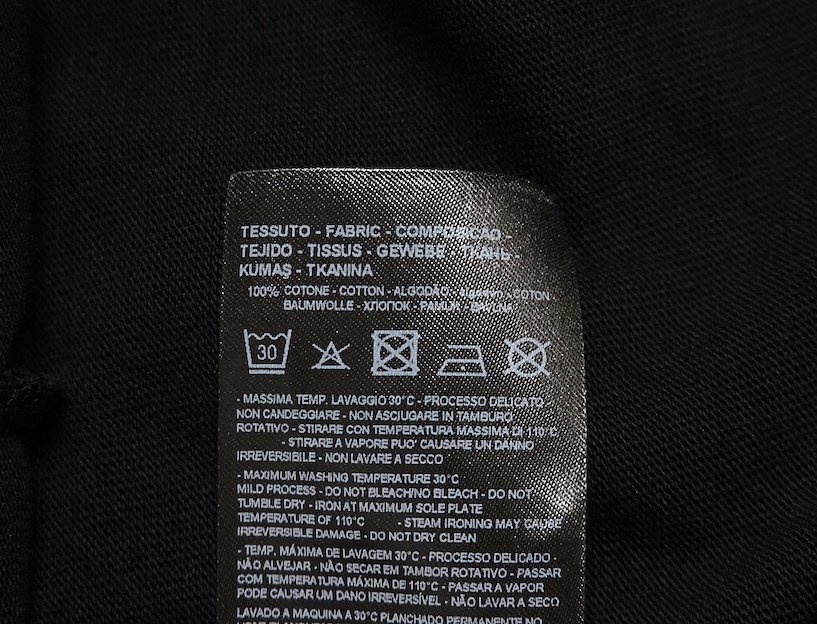 TESSUTO - FABRIC - COMPOSIÇÃO -
TEJIDO - TISSUS - GEWEBE - ТКАНЬ -
KUMAŞ - TKANINA
100% COTONE - COTTON - ALGODÃO - ALGODÓN - COTON -
BAUMWOLLE - ХЛОПОК - PAMUK - BAWEŁNA
30
- MASSIMA TEMP. LAVAGGIO 30°C - PROCESSO DELICATO
NON CANDEGGIARE - NON ASCIUGARE IN TAMBURO
ROTATIVO - STIRARE CON TEMPERATURA MASSIMA DI 110°C
- STIRARE A VAPORE PUO' CAUSARE UN DANNO
IRREVERSIBILE - NON LAVARE A SECCO
- MAXIMUM WASHING TEMPERATURE 30°C
MILD PROCESS - DO NOT BLEACH/NO BLEACH - DO NOT
TUMBLE DRY - IRON AT MAXIMUM SOLE PLATE
TEMPERATURE OF 110°C - STEAM IRONING MAY CAUSE
IRREVERSIBLE DAMAGE - DO NOT DRY CLEAN
- TEMP. MÁXIMA DE LAVAGEM 30°C - PROCESSO DELICADO -
NÃO ALVEJAR - NÃO SECAR EM TAMBOR ROTATIVO - PASSAR
COM TEMPERATURA MÁXIMA DE 110°C - PASSAR A VAPOR
PODE CAUSAR UM DANO IRREVERSÍVEL - NÃO LAVAR A SECO
LAVADO A MAQUINA A 30°C PLANCHADO PERMANENTE NO